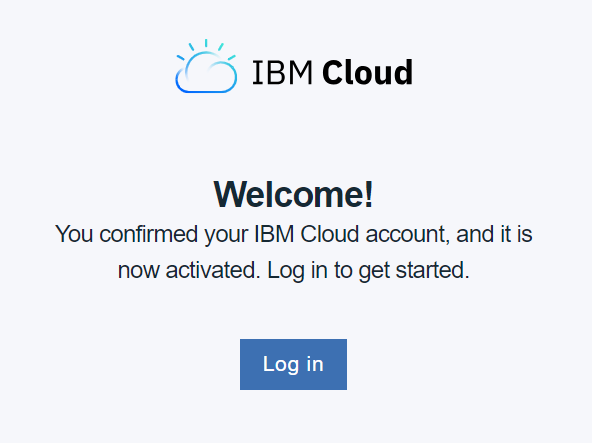 IBM Cloud
Welcome!
You confirmed your IBM Cloud account, and it is
now activated. Log in to get started.
Log in